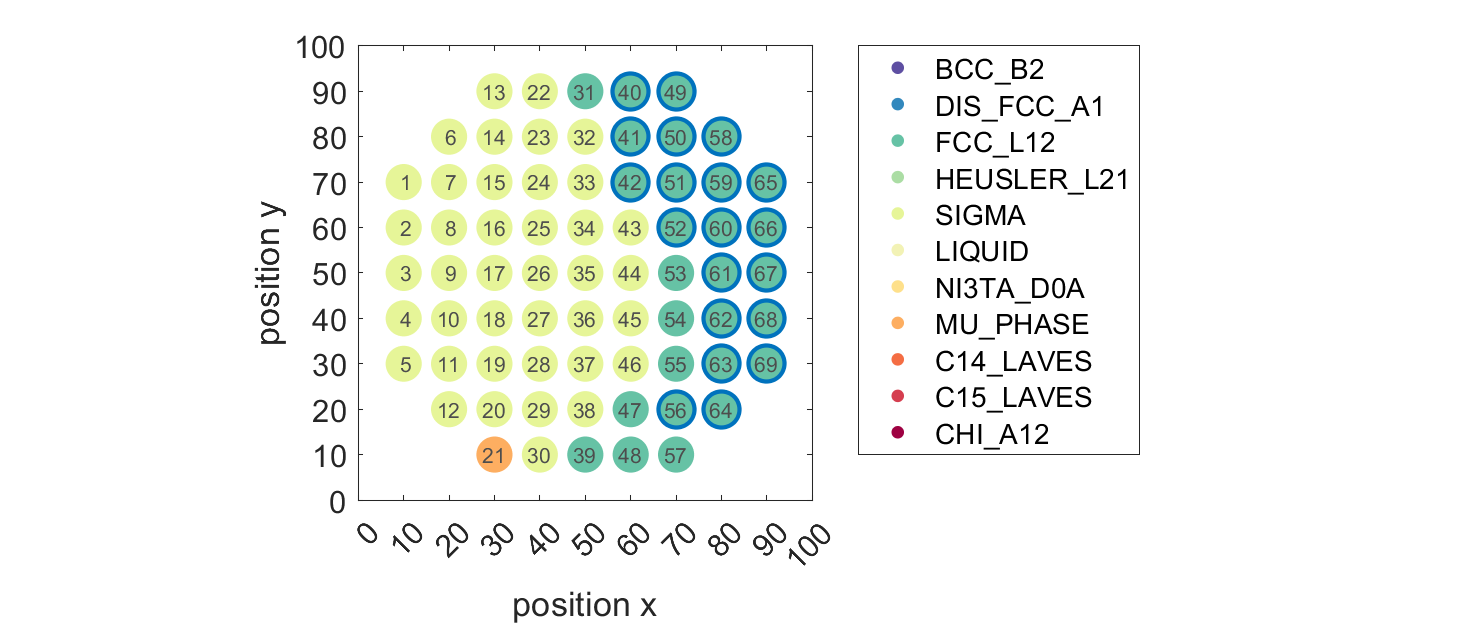 100
90 13 22 31 40 49
80 6 14 23 32 41 50 58
70 1 7 15 24 33 42 51 59 65
60 2 8 16 25 34 43 52 60 66
50 3 9 17 26 35 44 53 61 67
40 4 10 18 27 36 45 54 62 68
30 5 11 19 28 37 46 55 63 69
20 12 20 29 38 47 56 64
10 21 30 39 48 57
0
0 10 20 30 40 50 60 70 80 90 100
position x
position y
BCC_B2
DIS_FCC_A1
FCC_L12
HEUSLER_L21
SIGMA
LIQUID
NI3TA_D0A
MU_PHASE
C14_LAVES
C15_LAVES
CHI_A12